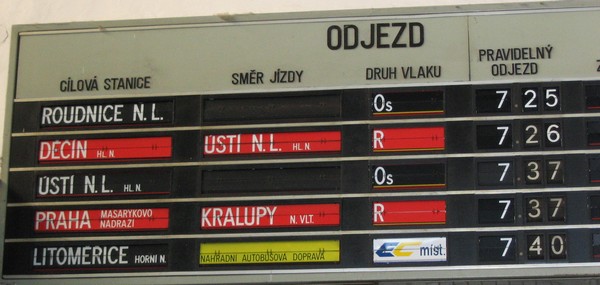 ODJEZD
CÍLOVÁ STANICE SMĚR JÍZDY DRUH VLAKU PRAVIDELNÝ ODJEZD
ROUDNICE N.L. Os 7.25
DĚCÍN HL.N. ÚSTÍ N.L. HL.N. R 7.26
ÚSTÍ N.L. HL.N. Os 7.37
PRAHA MASARYKOVO NÁDRAŽÍ KRALUPY N.VLT. R 7.37
LITOMĚŘICE HORNÍ N. NÁHRADNÍ AUTOBUSOVÁ DOPRAVA EC míst. 7.40